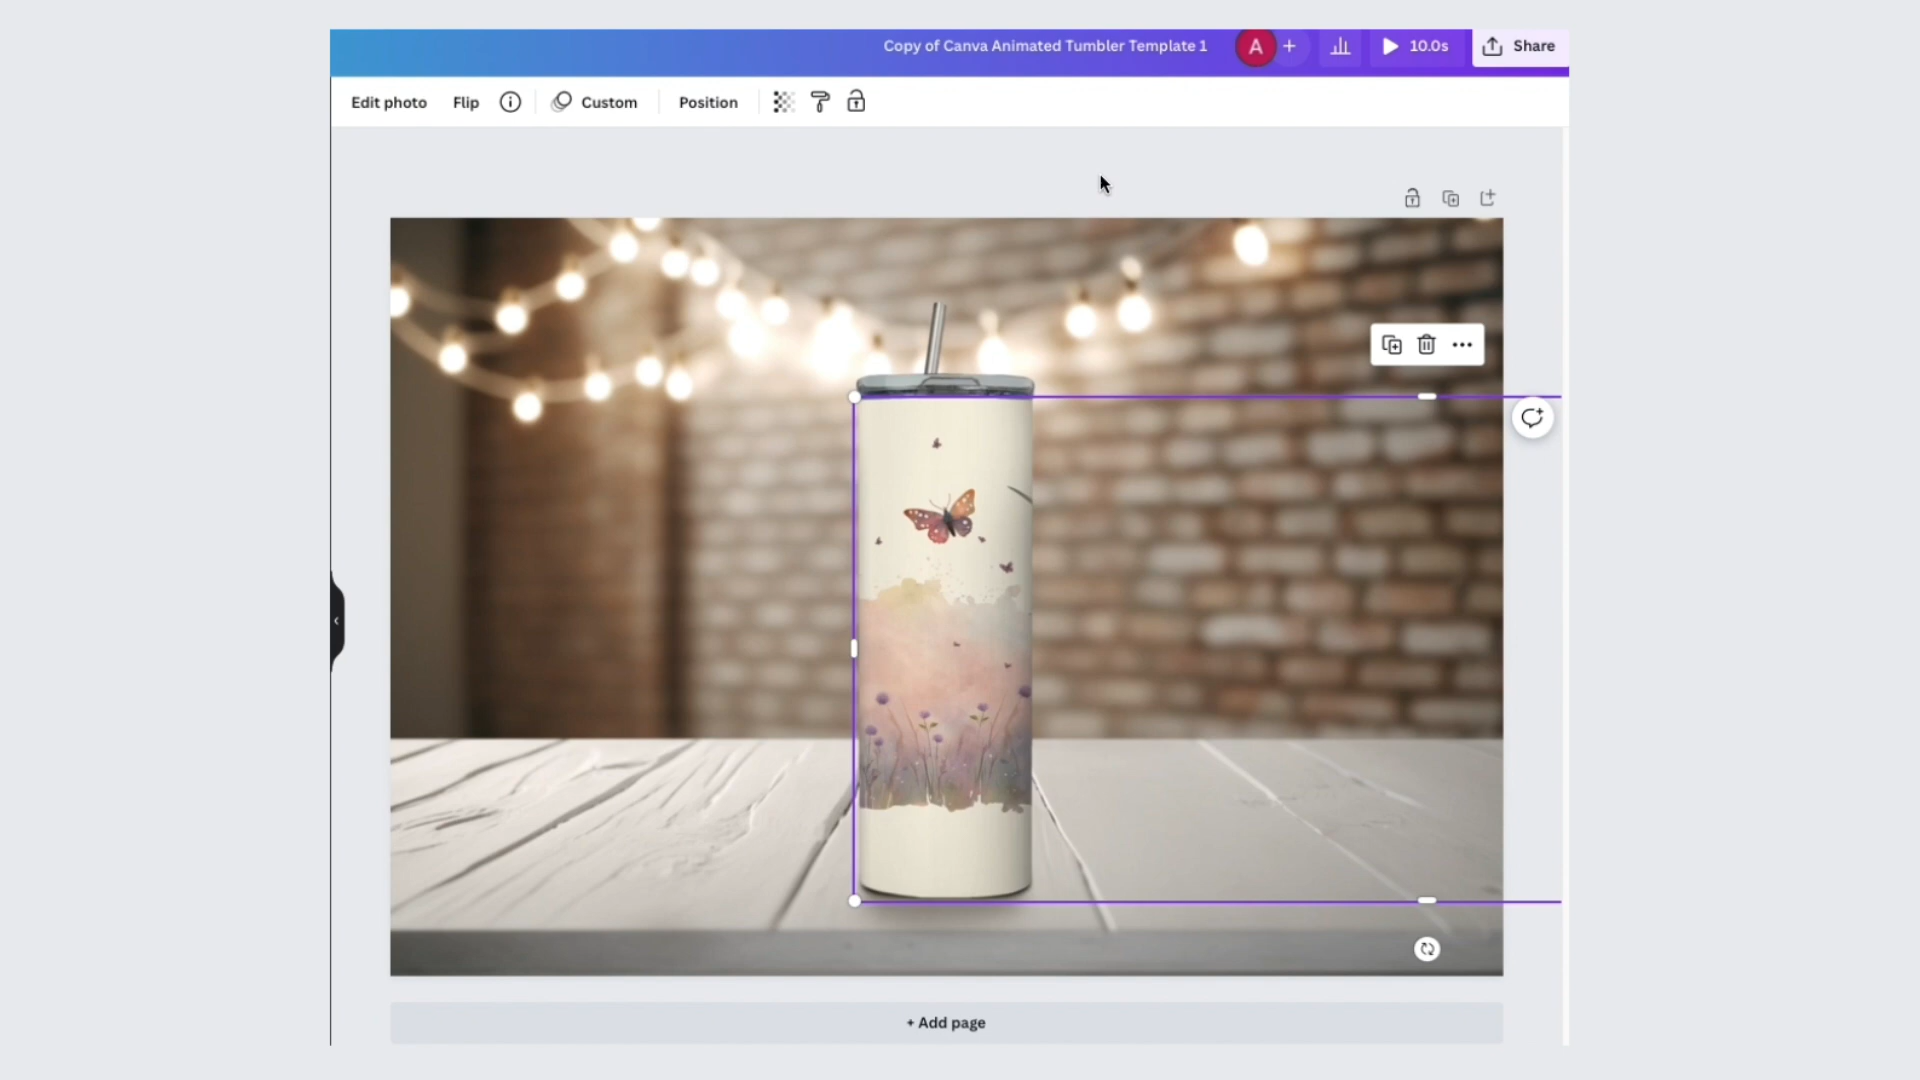 Copy of Canva Animated Tumbler Template 1
A
+
10.0s
Share
Edit photo
Flip
Custom
Position
+ Add page